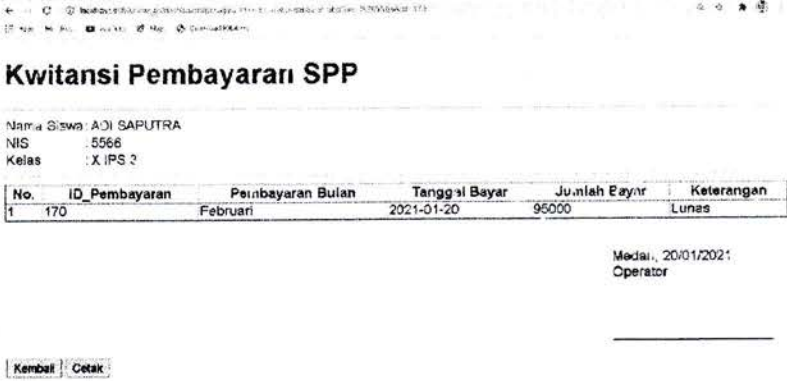 Kwitansi Pembayaran SPP
Nama Siswa : ADI SAPUTRA
NIS : 5566
Kelas : X IPS
No. ID_Pembayaran Pembayaran Bulan Tanggal Bayar Jumlah Bayar Keterangan
1 170 Februari 2021-01-20 95000 Lunas
Medan, 20/01/2021
Operator
Kembali Cetak